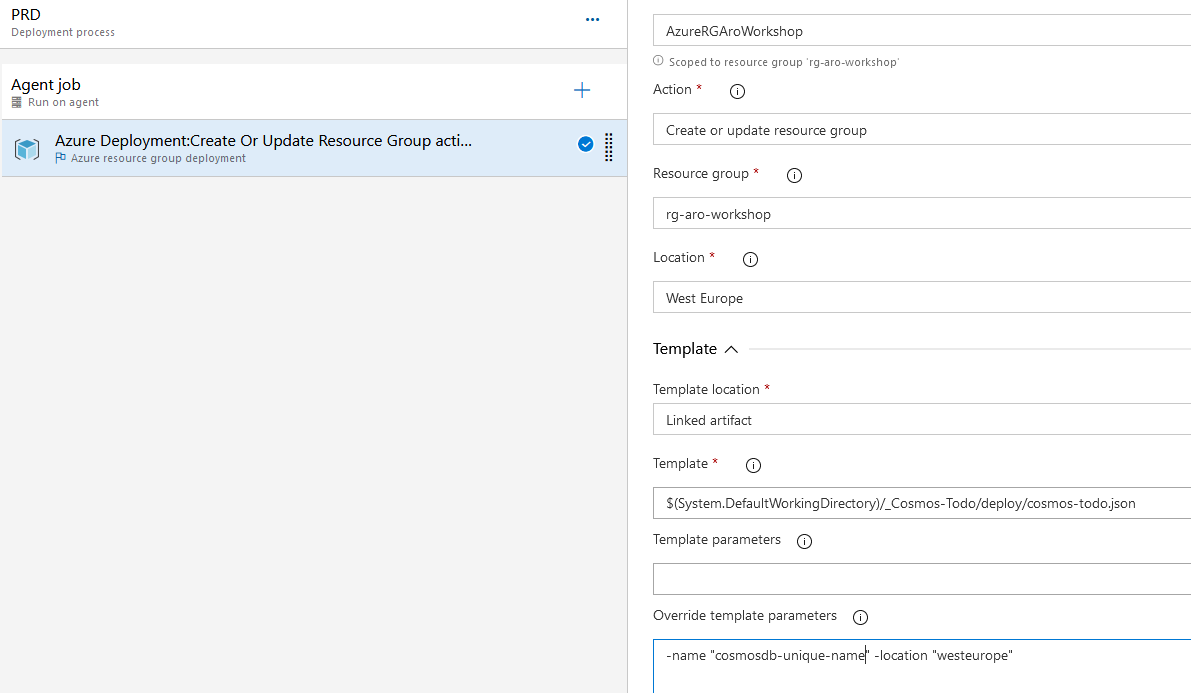 PRD
Deployment process
Agent job
Run on agent
Azure Deployment:Create Or Update Resource Group acti...
Azure resource group deployment
AzureRGAroWorkshop
Scoped to resource group 'rg-aro-workshop'
Action *
Create or update resource group
Resource group *
rg-aro-workshop
Location *
West Europe
Template
Template location *
Linked artifact
Template *
$(System.DefaultWorkingDirectory)/_Cosmos-Todo/deploy/cosmos-todo.json
Template parameters
Override template parameters
-name "cosmosdb-unique-name" -location "westeurope"